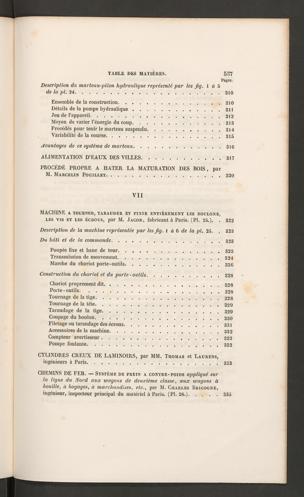 TABLE DES MATIÈRES. 537
Pages.
Description du marteau-pilon hydraulique représenté par les fig. 1 à 5
de la pl. 24. 210
Ensemble de la construction. 210
Détails de la pompe hydraulique 211
Jeu de l'appareil. 212
Moyen de varier l'énergie du coup. 213
Procédés pour tenir le marteau suspendu. 214
Variabilité de la course. 215
Avantages de ce système de marteau. 216
ALIMENTATION D'EAUX DES VILLES. 217
PROCÉDÉ PROPRE A HATER LA MATURATION DES BOIS, par
M. Marcelin Pouillet. 220
VII
MACHINE a tourner, tarauder et finir entièrement les boulons,
les vis et les écrous, par M. Jacob, fabricant à Paris. (Pl. 25.). 222
Description de la machine représentée par les fig. 1 à 6 de la pl. 25. 223
Du bâti et de la commande. 223
Poupée fixe et banc de tour. 223
Transmission de mouvement. 224
Marche du chariot porte-outils. 226
Construction du chariot et du porte-outils. 228
Chariot proprement dit. 228
Porte-outils. 228
Tournage de la tige. 228
Tournage de la tête. 229
Taraudage de la tige. 229
Coupage du boulon. 230
Filetage ou taraudage des écrous. 231
Accessoires de la machine. 232
Compteur avertisseur. 232
Pompe foulante. 232
CYLINDRES CREUX DE LAMINOIRS, par MM. Thomas et Laurens,
ingénieurs à Paris. 233
CHEMINS DE FER. — Système de frein a contre-poids appliqué sur
la ligne du Nord aux wagons de deuxième classe, aux wagons à
houille, à bagages, à marchandises, etc., par M. Charles Bricogne,
ingénieur, inspecteur principal du matériel à Paris. (Pl. 26.). 235